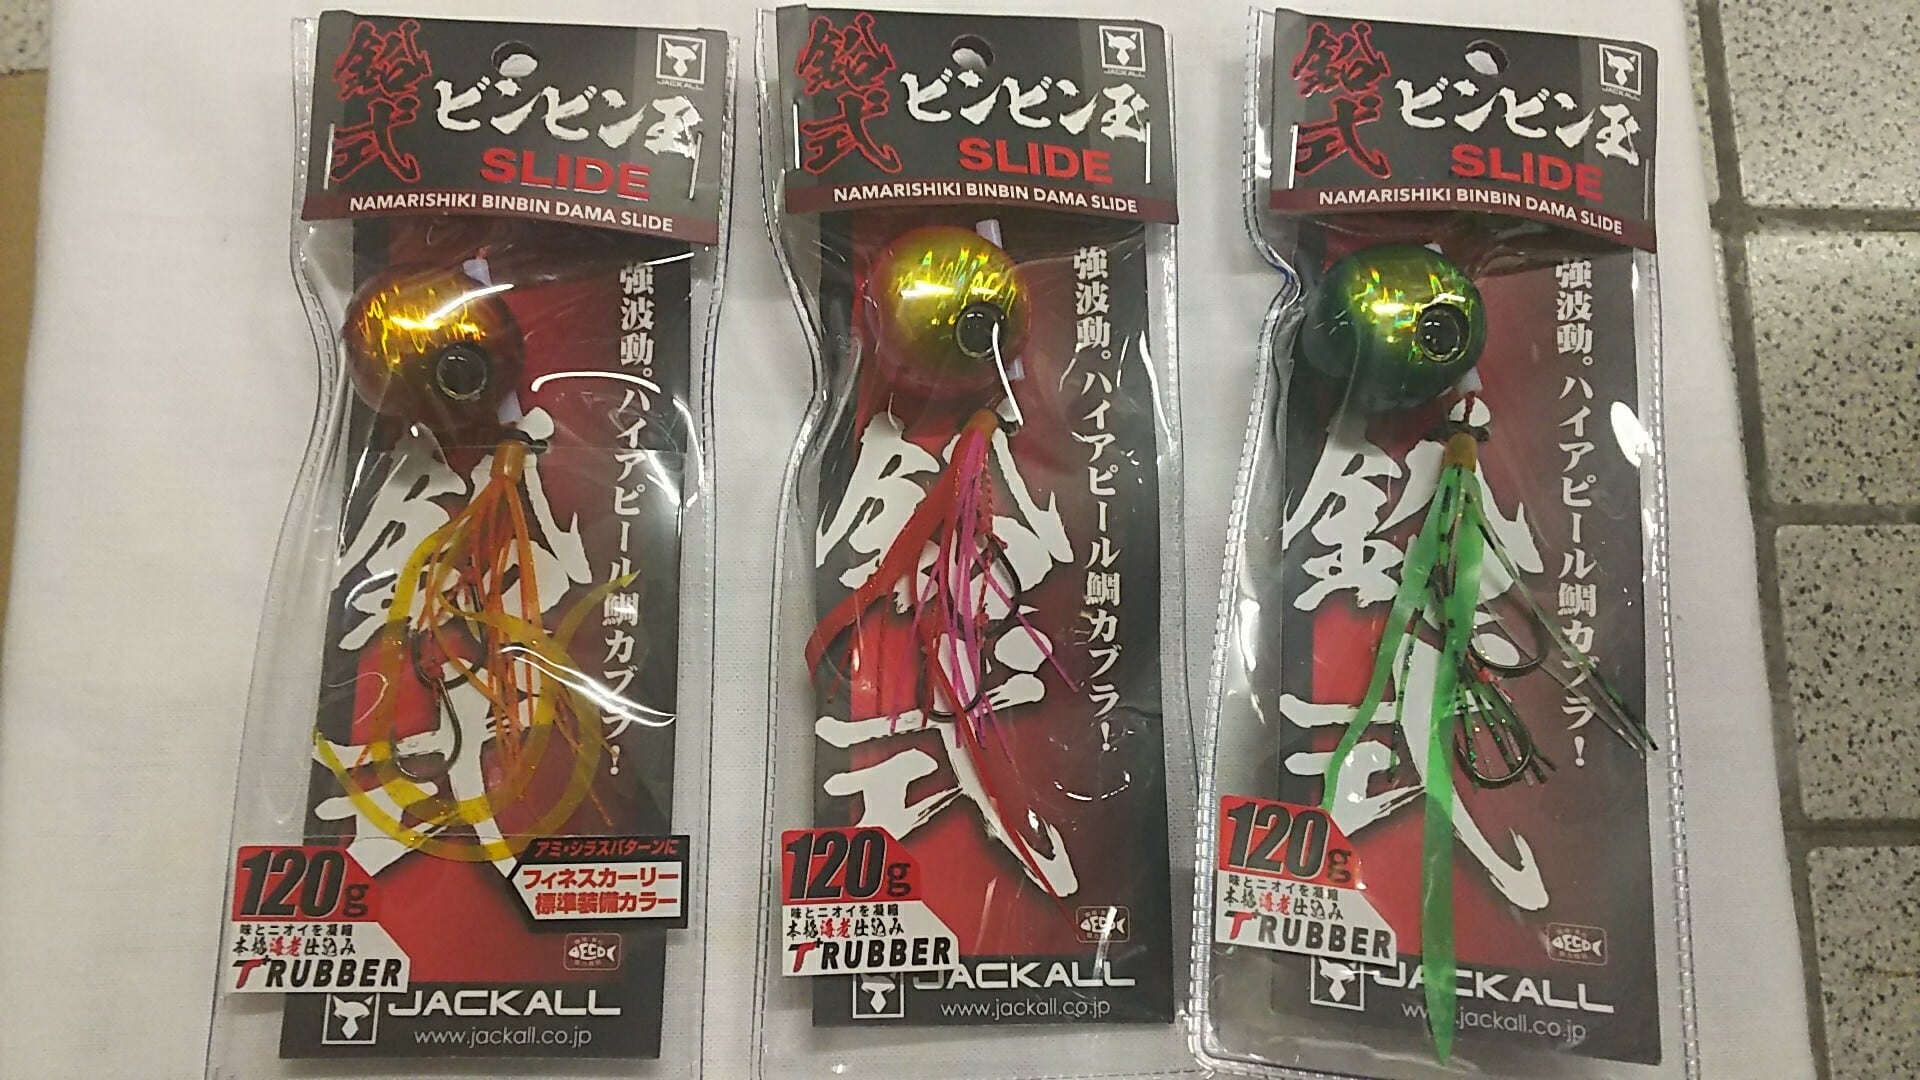 鉛式
ビンビン玉
SLIDE
JACKALL
NAMARISHIKI BINBIN DAMA SLIDE
強波動。ハイアピール鯛カブラ!
鉛式
アミ・シラスパターンに
フィネスカーリー
標準装備カラー
120g
味とニオイを凝縮
本格海老仕込み
T+RUBBER
ECO
JACKALL
www.jackall.co.jp
鉛式
ビンビン玉
SLIDE
JACKALL
NAMARISHIKI BINBIN DAMA SLIDE
強波動。ハイアピール鯛カブラ!
鉛式
120g
味とニオイを凝縮
本格海老仕込み
T+RUBBER
ECO
JACKALL
www.jackall.co.jp
鉛式
ビンビン玉
SLIDE
JACKALL
NAMARISHIKI BINBIN DAMA SLIDE
強波動。ハイアピール鯛カブラ!
鉛式
120g
味とニオイを凝縮
本格海老仕込み
T+RUBBER
ECO
JACKALL
www.jackall.co.jp